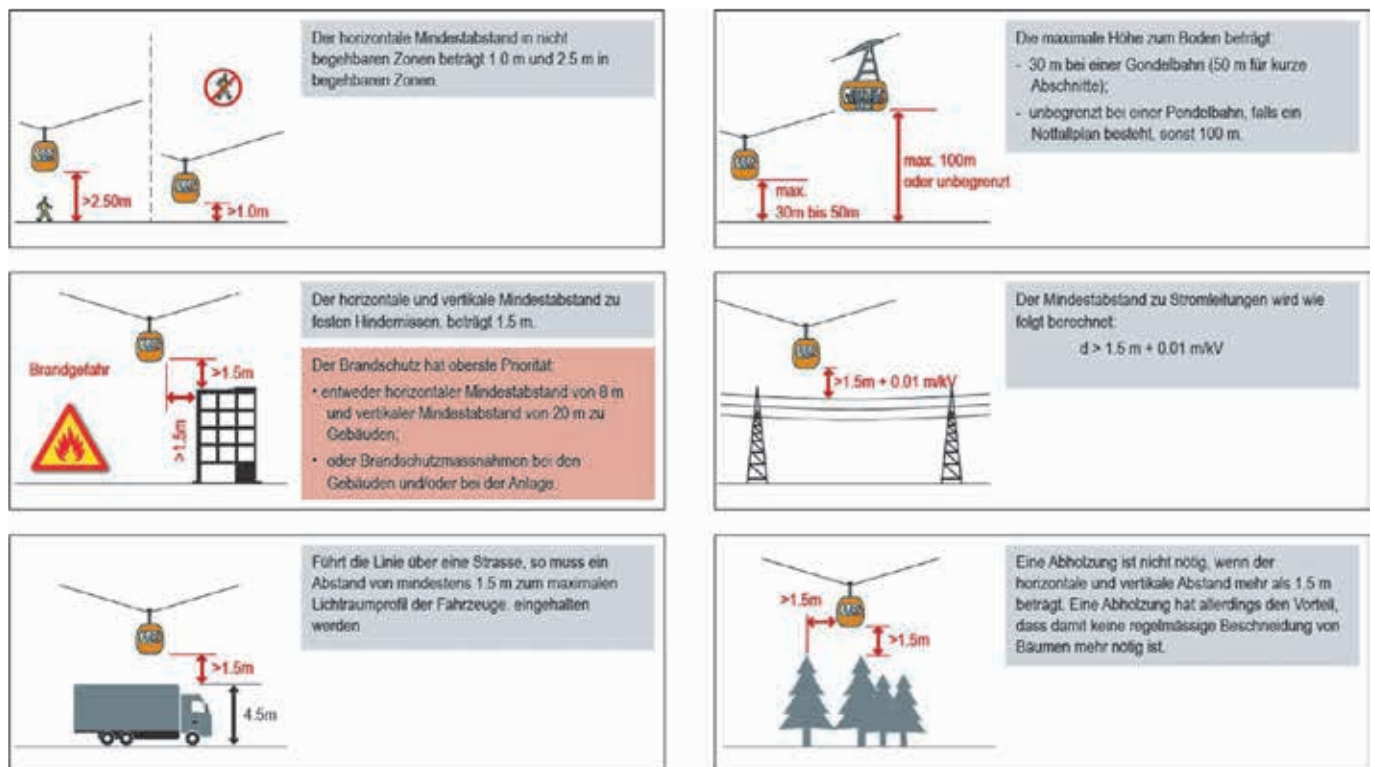 Der horizontale Mindestabstand in nicht
begehbaren Zonen beträgt 1.0 m und 2.5 m in
begehbaren Zonen.
>2.50m
>1.0m
Die maximale Höhe zum Boden beträgt:
- 30 m bei einer Gondelbahn (50 m für kurze
Abschnitte);
- unbegrenzt bei einer Pendelbahn, falls ein
Notfallplan besteht, sonst 100 m.
max. 100m
oder unbegrenzt
max.
30m bis 50m
Der horizontale und vertikale Mindestabstand zu
festen Hindernissen, beträgt 1.5 m.
Brandgefahr
>1.5m
>1.5m
Der Brandschutz hat oberste Priorität:
• entweder horizontaler Mindestabstand von 8 m
und vertikaler Mindestabstand von 20 m zu
Gebäuden;
• oder Brandschutzmassnahmen bei den
Gebäuden und/oder bei der Anlage.
Der Mindestabstand zu Stromleitungen wird wie
folgt berechnet:
d > 1.5 m + 0.01 m/kV
>1.5m + 0.01 m/kV
Führt die Linie über eine Strasse, so muss ein
Abstand von mindestens 1.5 m zum maximalen
Lichtraumprofil der Fahrzeuge, eingehalten
werden
>1.5m
4.5m
Eine Abholzung ist nicht nötig, wenn der
horizontale und vertikale Abstand mehr als 1.5 m
beträgt. Eine Abholzung hat allerdings den Vorteil,
dass damit keine regelmässige Beschneidung von
Bäumen mehr nötig ist.
>1.5m
>1.5m